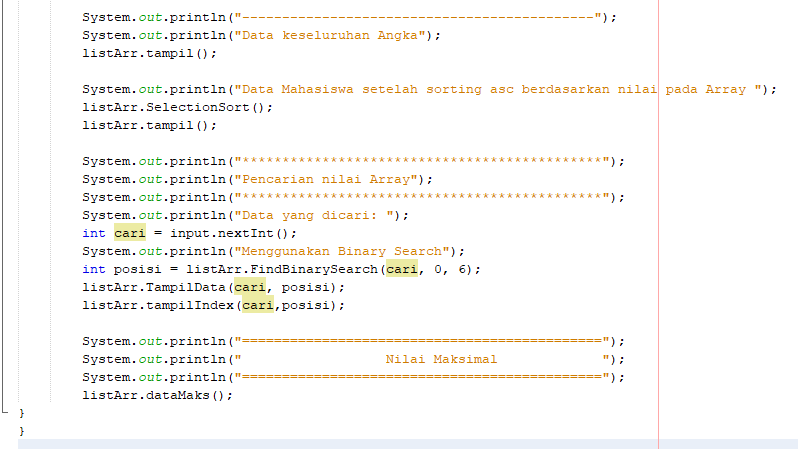 System.out.println("--------------------------------------------");
System.out.println("Data keseluruhan Angka");
listArr.tampil();
System.out.println("Data Mahasiswa setelah sorting asc berdasarkan nilai pada Array ");
listArr.SelectionSort();
listArr.tampil();
System.out.println("*********************************************");
System.out.println("Pencarian nilai Array");
System.out.println("*********************************************");
System.out.println("Data yang dicari: ");
int cari = input.nextInt();
System.out.println("Menggunakan Binary Search");
int posisi = listArr.FindBinarySearch(cari, 0, 6);
listArr.TampilData(cari, posisi);
listArr.tampilIndex(cari,posisi);
System.out.println("=============================================");
System.out.println("                  Nilai Maksimal             ");
System.out.println("=============================================");
listArr.dataMaks();
}
}